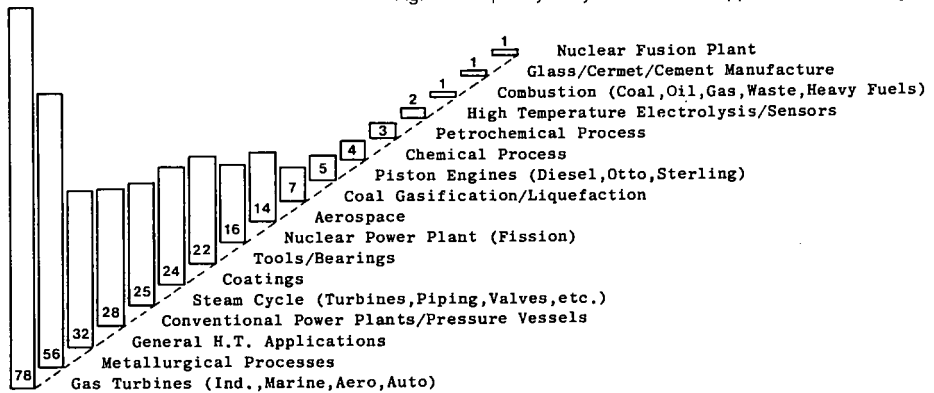 1 Nuclear Fusion Plant
1 Glass/Cermet/Cement Manufacture
1 Combustion (Coal,Oil,Gas,Waste,Heavy Fuels)
2 High Temperature Electrolysis/Sensors
3 Petrochemical Process
4 Chemical Process
5 Piston Engines (Diesel,Otto,Sterling)
7 Coal Gasification/Liquefaction
14 Aerospace
16 Nuclear Power Plant (Fission)
22 Tools/Bearings
24 Coatings
25 Steam Cycle (Turbines,Piping,Valves,etc.)
28 Conventional Power Plants/Pressure Vessels
32 General H.T. Applications
56 Metallurgical Processes
78 Gas Turbines (Ind.,Marine,Aero,Auto)